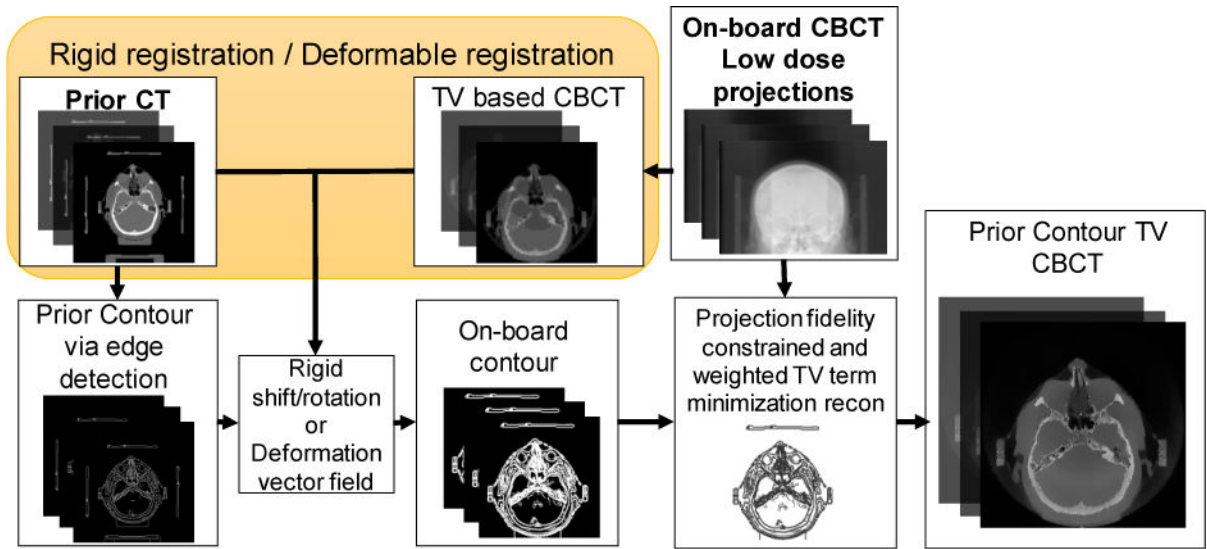 Rigid registration / Deformable registration
Prior CT
TV based CBCT
On-board CBCT
Low dose
projections
Prior Contour
via edge
detection
Rigid
shift/rotation
or
Deformation
vector field
On-board
contour
Projection fidelity
constrained and
weighted TV term
minimization recon
Prior Contour TV
CBCT